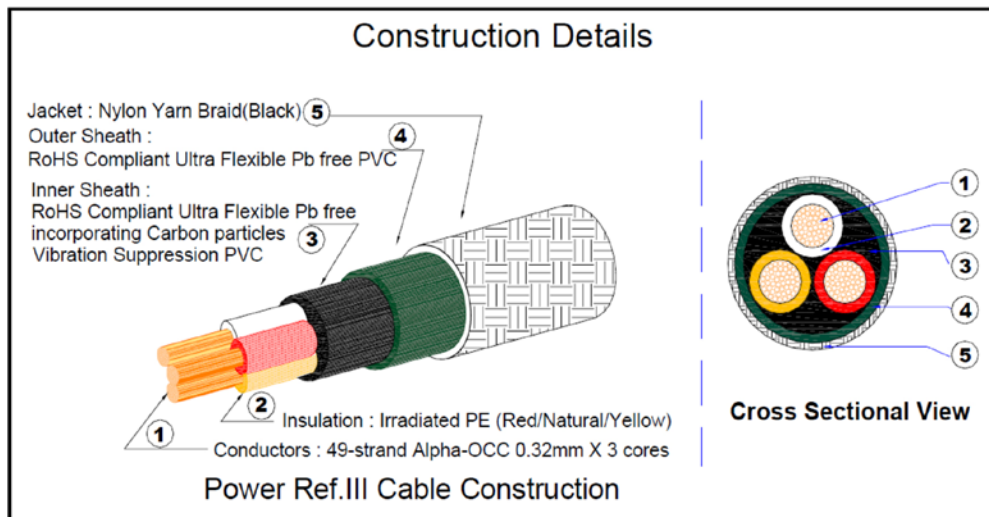 Construction Details
Jacket : Nylon Yarn Braid(Black) 5
Outer Sheath :
4
RoHS Compliant Ultra Flexible Pb free PVC
Inner Sheath :
RoHS Compliant Ultra Flexible Pb free
incorporating Carbon particles
3
Vibration Suppression PVC
2
Insulation : Irradiated PE (Red/Natural/Yellow)
1
Conductors : 49-strand Alpha-OCC 0.32mm X 3 cores
Power Ref.III Cable Construction
1
2
3
4
5
Cross Sectional View